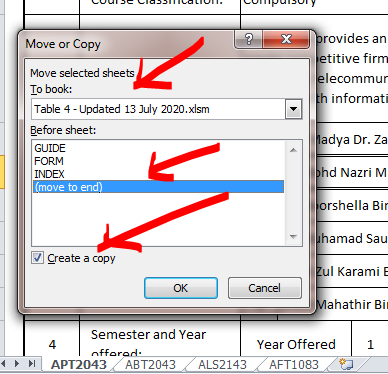 Course Classification:
Compulsory
Move or Copy
Move selected sheets
To book:
Table 4 - Updated 13 July 2020.xlsm
Before sheet:
GUIDE
FORM
INDEX
(move to end)
Create a copy
OK
Cancel
provides an
petitive firm
elecommun
th informati
Madya Dr. Za
ohd Nazri M
oorshella Bin
uhamad Sau
Zul Karami B
Mahathir Bin
4
Semester and Year
offered:
Year Offered
1
APT2043
ABT2043
ALS2143
AFT1083